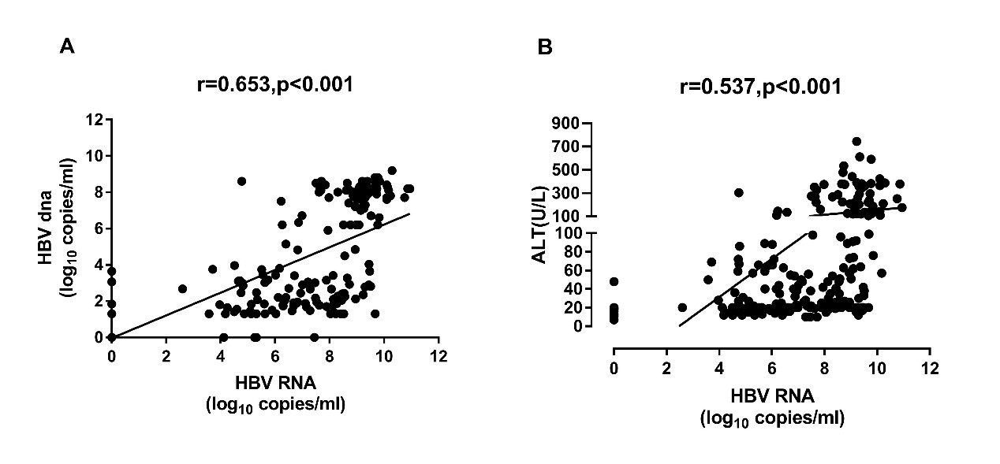 A
r=0.653,p<0.001
HBV dna
(log10 copies/ml)
12
10
8
6
4
2
0
0 2 4 6 8 10 12
HBV RNA
(log10 copies/ml)
B
r=0.537,p<0.001
ALT(U/L)
900
700
500
300
100
100
80
60
40
20
0
0 2 4 6 8 10 12
HBV RNA
(log10 copies/ml)